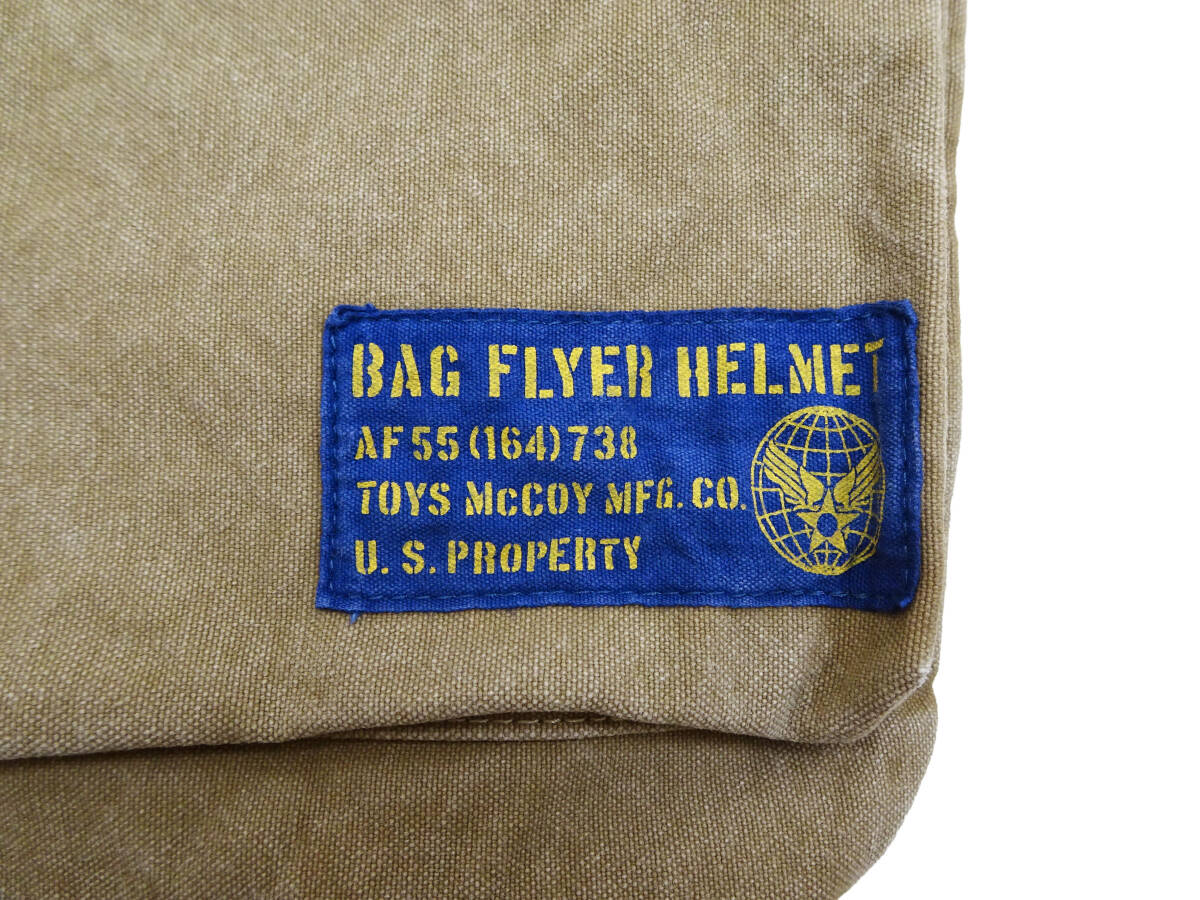 BAG FLYER HELMET
AF 55 (164) 738
TOYS McCOY MFG. CO.
U. S. PROPERTY